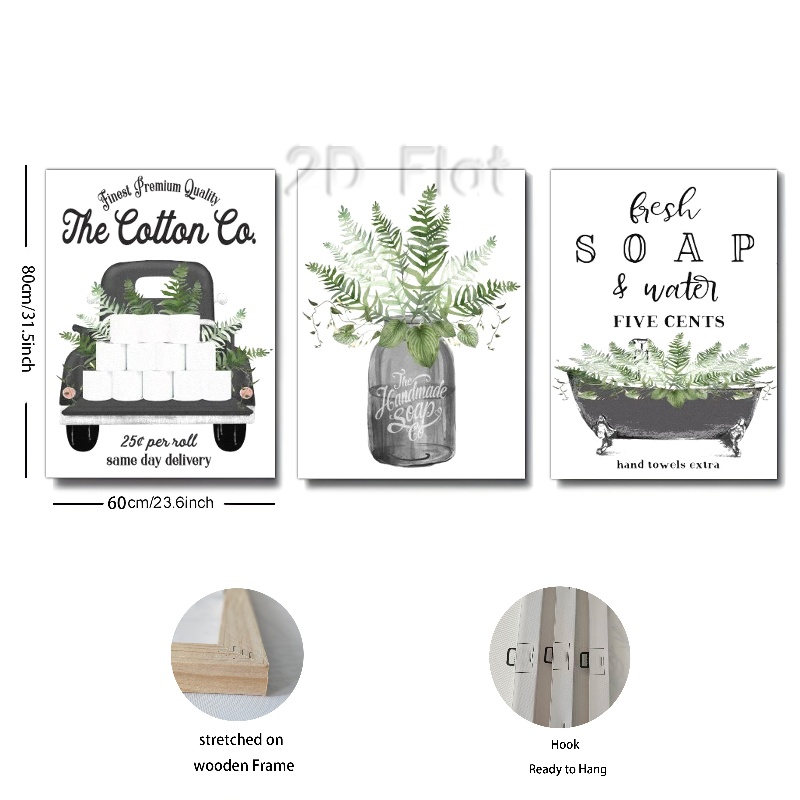 2D Flat
Finest Premium Quality
The Cotton Co.
25¢ per roll
same day delivery
The
Handmade
Soap
Co
fresh
SOAP
& water
FIVE CENTS
hand towels extra
80cm/31.5inch
60cm/23.6inch
stretched on
wooden Frame
Hook
Ready to Hang